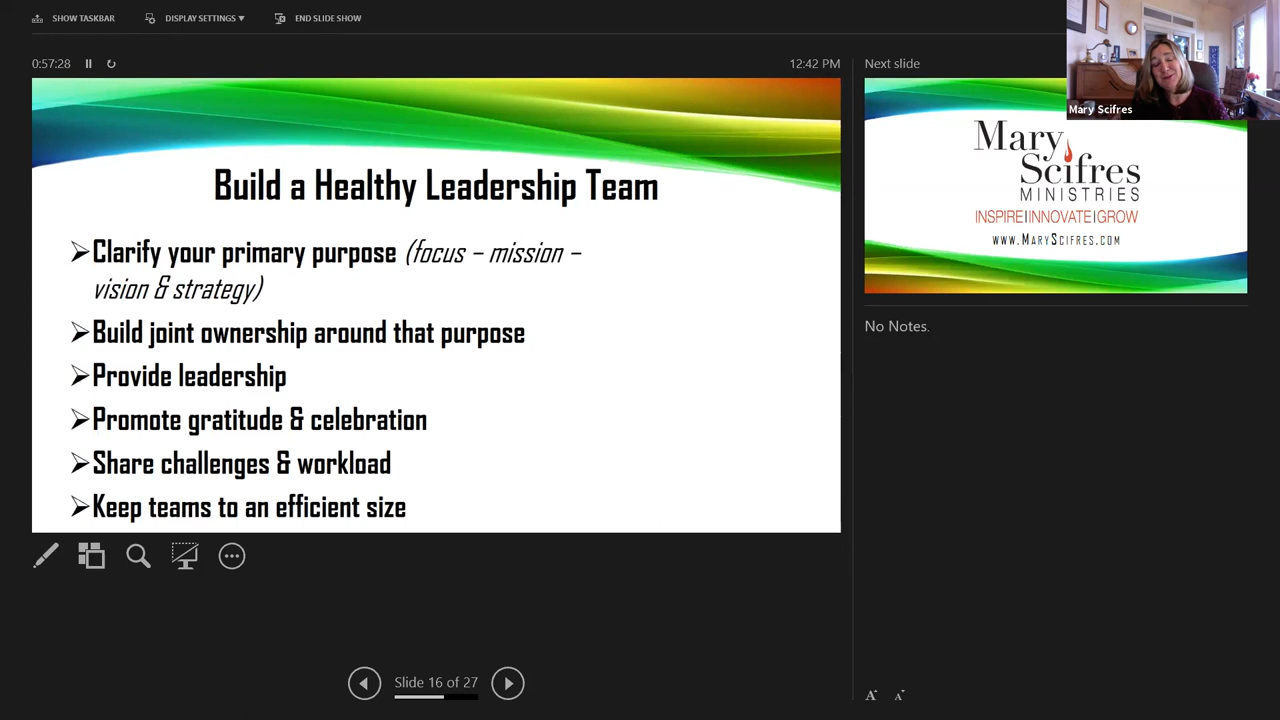 SHOW TASKBAR DISPLAY SETTINGS ▼ END SLIDE SHOW
0:57:28 12:42 PM
Build a Healthy Leadership Team
Clarify your primary purpose (focus – mission –
vision & strategy)
Build joint ownership around that purpose
Provide leadership
Promote gratitude & celebration
Share challenges & workload
Keep teams to an efficient size
Slide 16 of 27
Next slide
Mary Scifres
Mary
Scifres
MINISTRIES
INSPIRE|INNOVATE|GROW
www.MaryScifres.com
No Notes.
A A